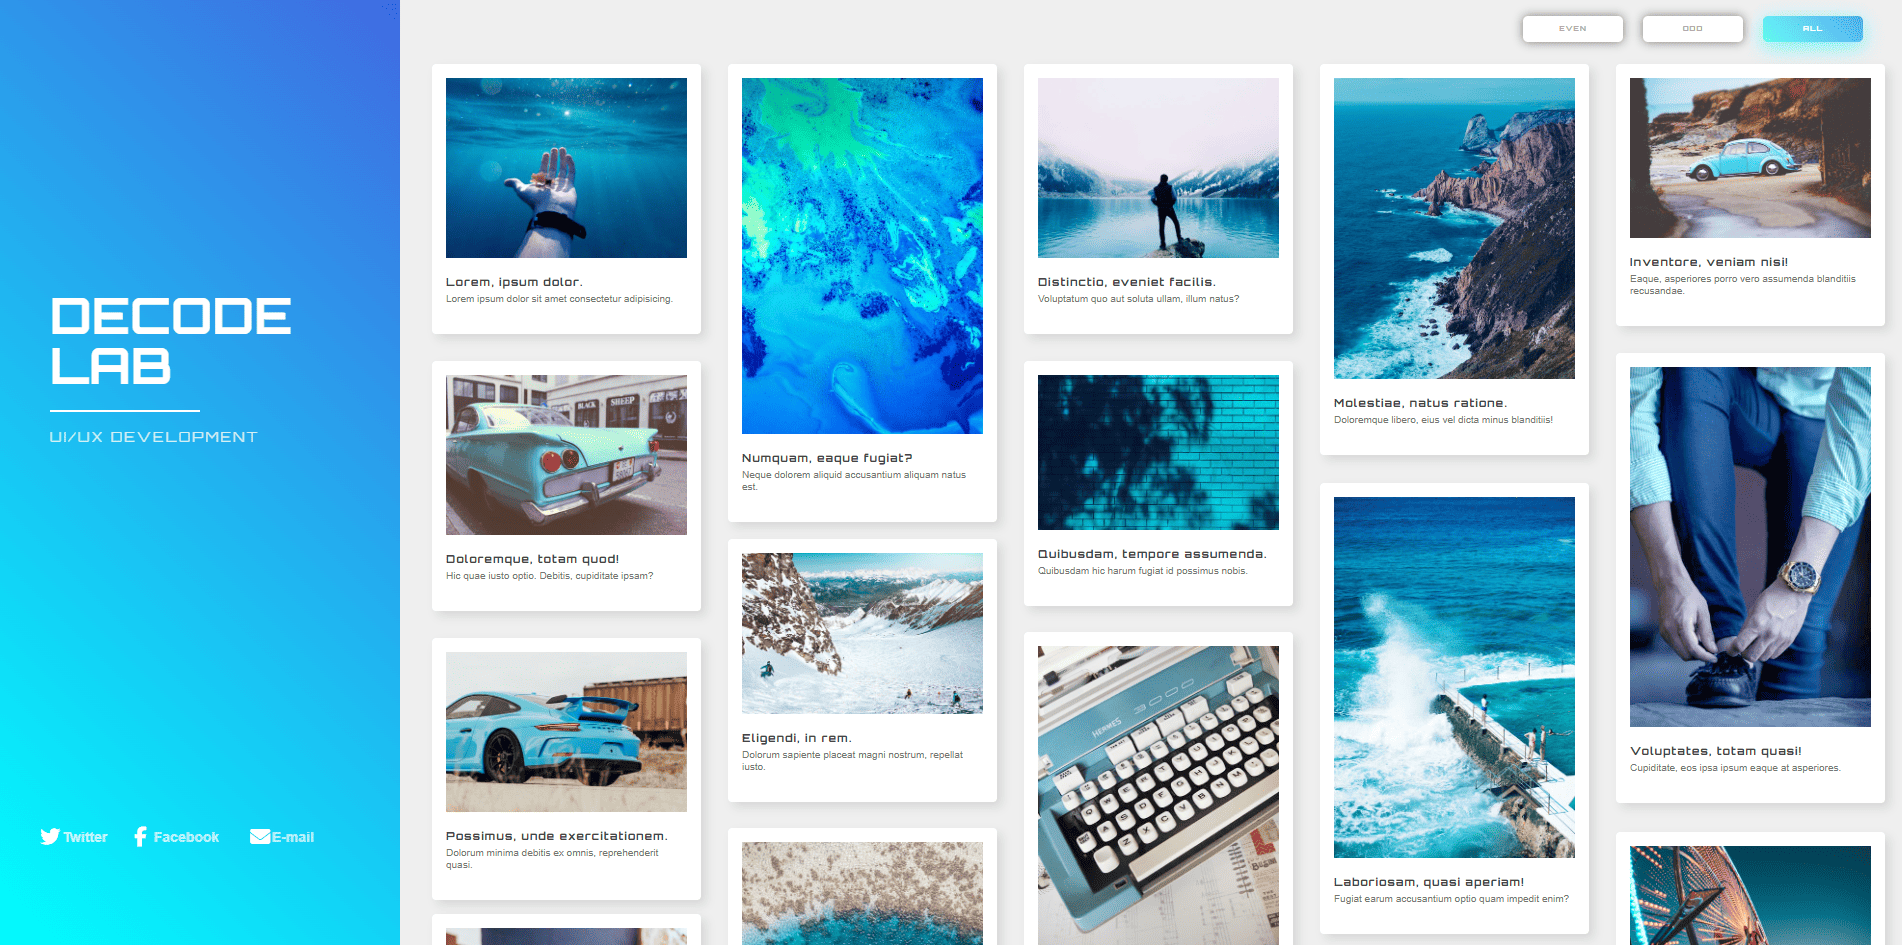 EVEN
ODD
ALL
DECODE
LAB
UI/UX DEVELOPMENT
Twitter
Facebook
E-mail
Lorem, ipsum dolor.
Lorem ipsum dolor sit amet consectetur adipisicing.
BLACK SHEEP
Doloremque, totam quod!
Hic quae iusto optio. Debitis, cupiditate ipsam?
Possimus, unde exercitationem.
Dolorum minima debitis ex omnis, reprehenderit
quasi.
Numquam, eaque fugiat?
Neque dolorem aliquid accusantium aliquam natus
est.
Eligendi, in rem.
Dolorum sapiente placeat magni nostrum, repellat
iusto.
Distinctio, eveniet facilis.
Voluptatum quo aut soluta ullam, illum natus?
Quibusdam, tempore assumenda.
Quibusdam hic harum fugiat id possimus nobis.
HERMES 3000
Molestiae, natus ratione.
Doloremque libero, eius vel dicta minus blanditiis!
Laboriosam, quasi aperiam!
Fugiat earum accusantium optio quam impedit enim?
Inventore, veniam nisi!
Eaque, asperiores porro vero assumenda blanditiis
recusandae.
Voluptates, totam quasi!
Cupiditate, eos ipsa ipsum eaque at asperiores.